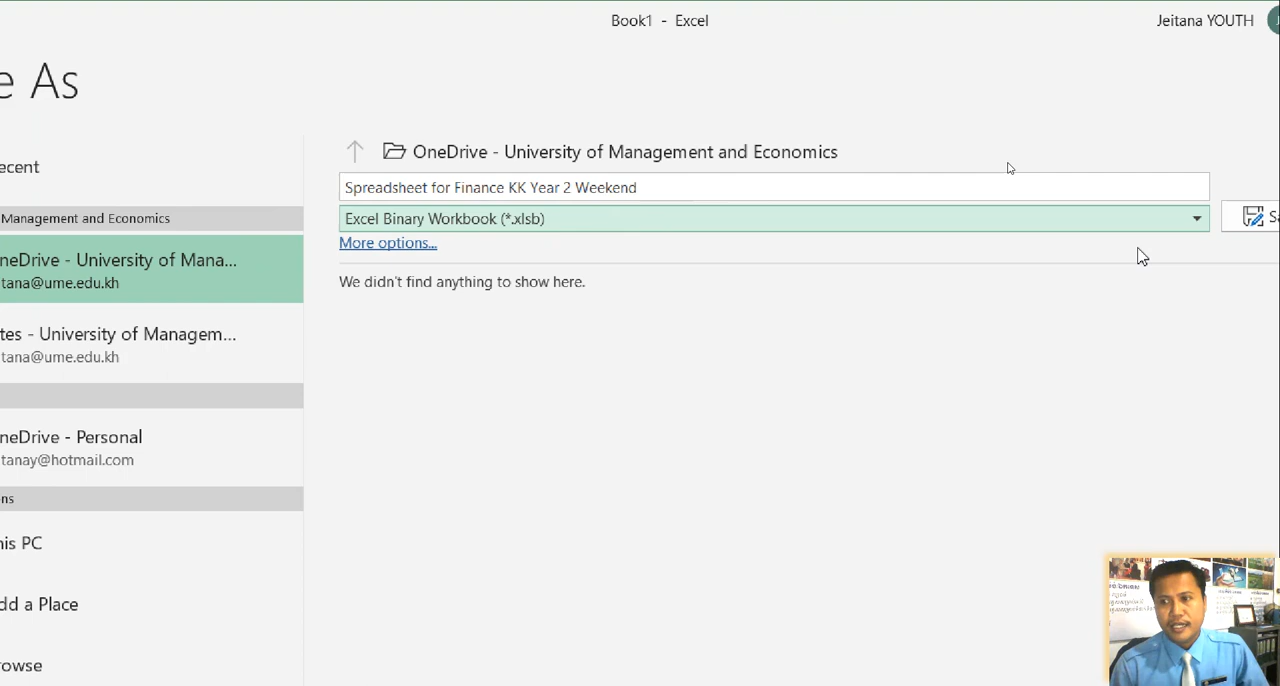 Book1 - Excel
Jeitana YOUTH
e As
ecent
OneDrive - University of Management and Economics
Spreadsheet for Finance KK Year 2 Weekend
Management and Economics
Excel Binary Workbook (*.xlsb)
Sa
More options...
neDrive - University of Mana...
tana@ume.edu.kh
We didn't find anything to show here.
tes - University of Managem...
tana@ume.edu.kh
neDrive - Personal
tanay@hotmail.com
ns
his PC
dd a Place
rowse